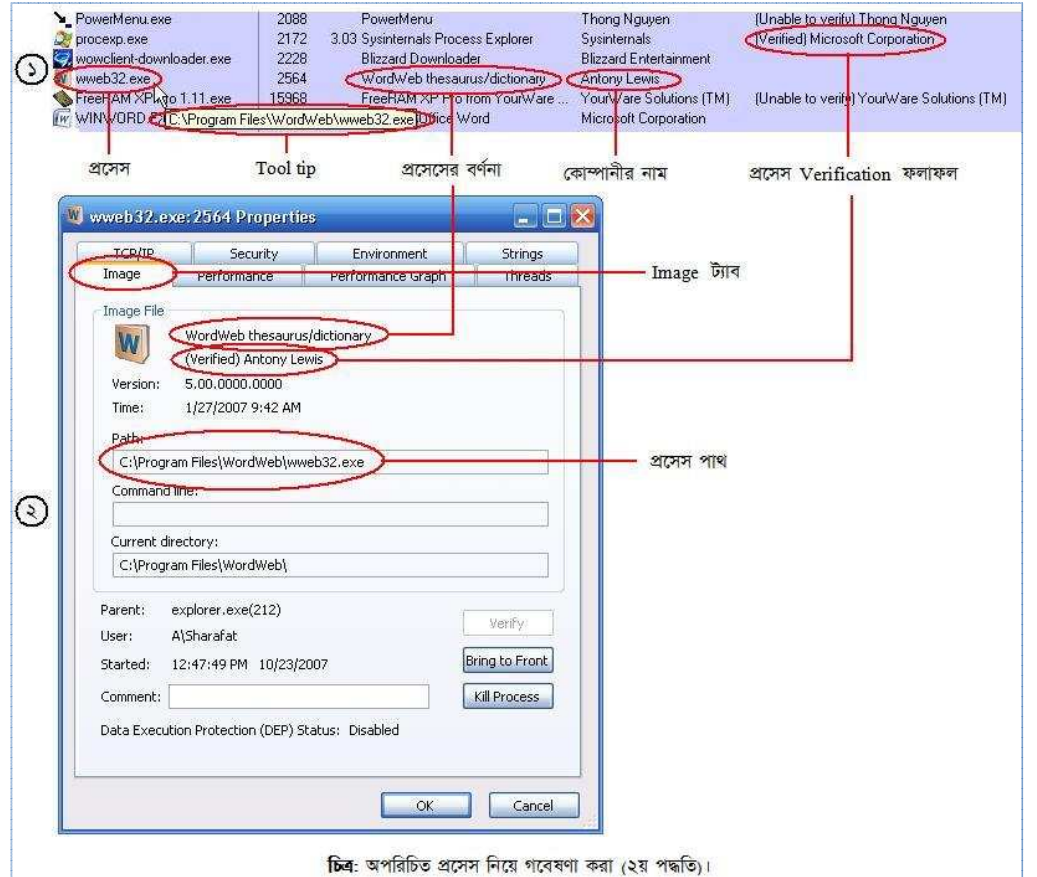 PowerMenu.exe 2088 PowerMenu Thong Nguyen (Unable to verify) Thong Nguyen
procexp.exe 2172 3.03 Sysinternals Process Explorer Sysinternals (Verified) Microsoft Corporation
wowclient-downloader.exe 2228 Blizzard Downloader Blizzard Entertainment
১
wweb32.exe 2564 WordWeb thesaurus/dictionary Antony Lewis
FreeRAM XP Pro 1.11.exe 15968 FreeRAM XP Pro from YourWare ... YourWare Solutions (TM) (Unable to verify) YourWare Solutions (TM)
WINWORD C:\Program Files\WordWeb\wweb32.exe Office Word Microsoft Corporation
প্রসেস Tool tip প্রসেসের বর্ণনা কোম্পানীর নাম প্রসেস Verification ফলাফল
wweb32.exe:2564 Properties
TCP/IP Security Environment Strings
Image Performance Performance Graph Threads Image ট্যাব
Image File
WordWeb thesaurus/dictionary
(Verified) Antony Lewis
Version: 5.00.0000.0000
Time: 1/27/2007 9:42 AM
Path:
C:\Program Files\WordWeb\wweb32.exe প্রসেস পাথ
Command line:
২
Current directory:
C:\Program Files\WordWeb\
Parent: explorer.exe(212)
Verify
User: A\Sharafat
Started: 12:47:49 PM 10/23/2007 Bring to Front
Comment: Kill Process
Data Execution Protection (DEP) Status: Disabled
OK Cancel
চিত্র: অপরিচিত প্রসেস নিয়ে গবেষণা করা (২য় পদ্ধতি)।